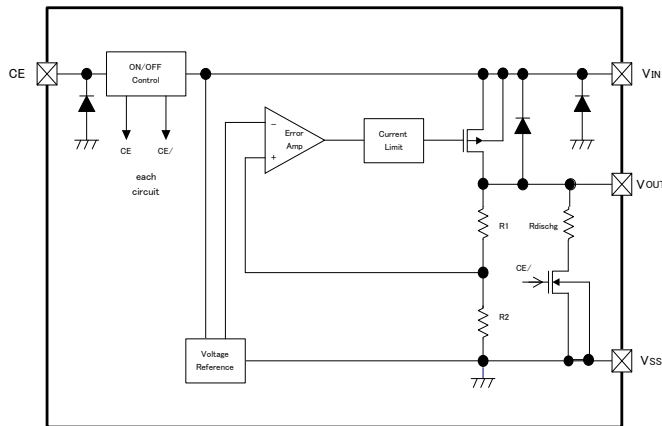 CE
ON/OFF
Control
VIN
CE
CE/
each
circuit
−
Error
Amp
+
Current
Limit
VOUT
R1
Rdischg
CE/
R2
Voltage
Reference
VSS